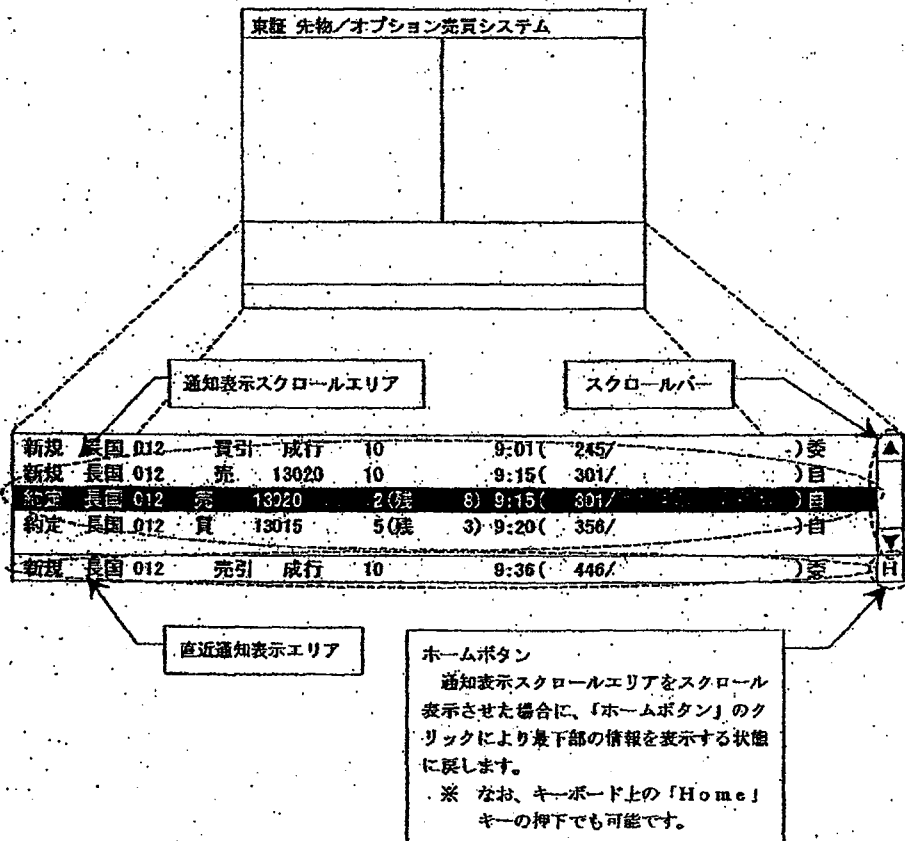 東証 先物／オプション売買システム
通知表示スクロールエリア
スクロールバー
新規 長国 012 買引 成行 10 9:01( 245/ )委
▲
新規 長国 012 売 13020 10 9:15( 301/ )自
約定 長国 012 売 13020 2(残 8) 9:15( 301/ )自
約定 長国 012 買 13015 5(残 3) 9:20( 356/ )自
▼
新規 長国 012 売引 成行 10 9:36( 446/ )委
H
直近通知表示エリア
ホームボタン
通知表示スクロールエリアをスクロール
表示させた場合に、「ホームボタン」のク
リックにより最下部の情報を表示する状態
に戻します。
※ なお、キーボード上の「Home」
キーの押下でも可能です。